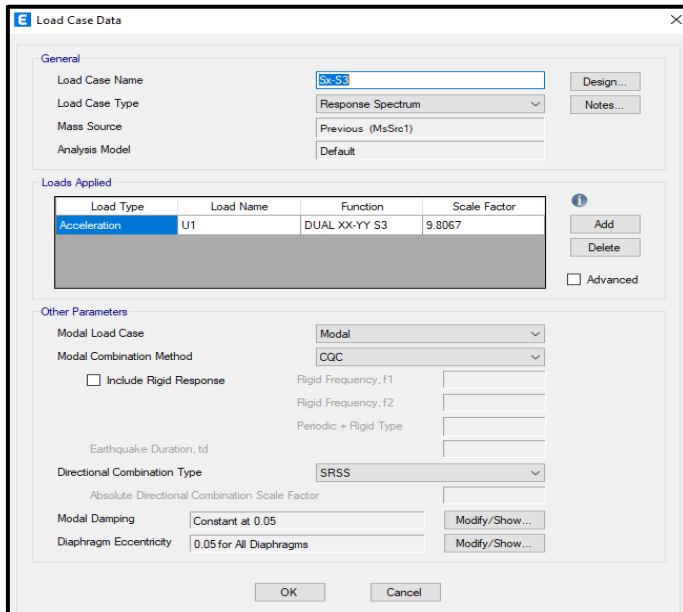 E Load Case Data
General
Load Case Name Sx-S3 Design...
Load Case Type Response Spectrum Notes...
Mass Source Previous (MsSrc1)
Analysis Model Default
Loads Applied
Load Type Load Name Function Scale Factor
Acceleration U1 DUAL XX-YY S3 9.8067 Add
Delete
Advanced
Other Parameters
Modal Load Case Modal
Modal Combination Method CQC
Include Rigid Response Rigid Frequency, f1
Rigid Frequency, f2
Periodic + Rigid Type
Earthquake Duration, td
Directional Combination Type SRSS
Absolute Directional Combination Scale Factor
Modal Damping Constant at 0.05 Modify/Show...
Diaphragm Eccentricity 0.05 for All Diaphragms Modify/Show...
OK Cancel